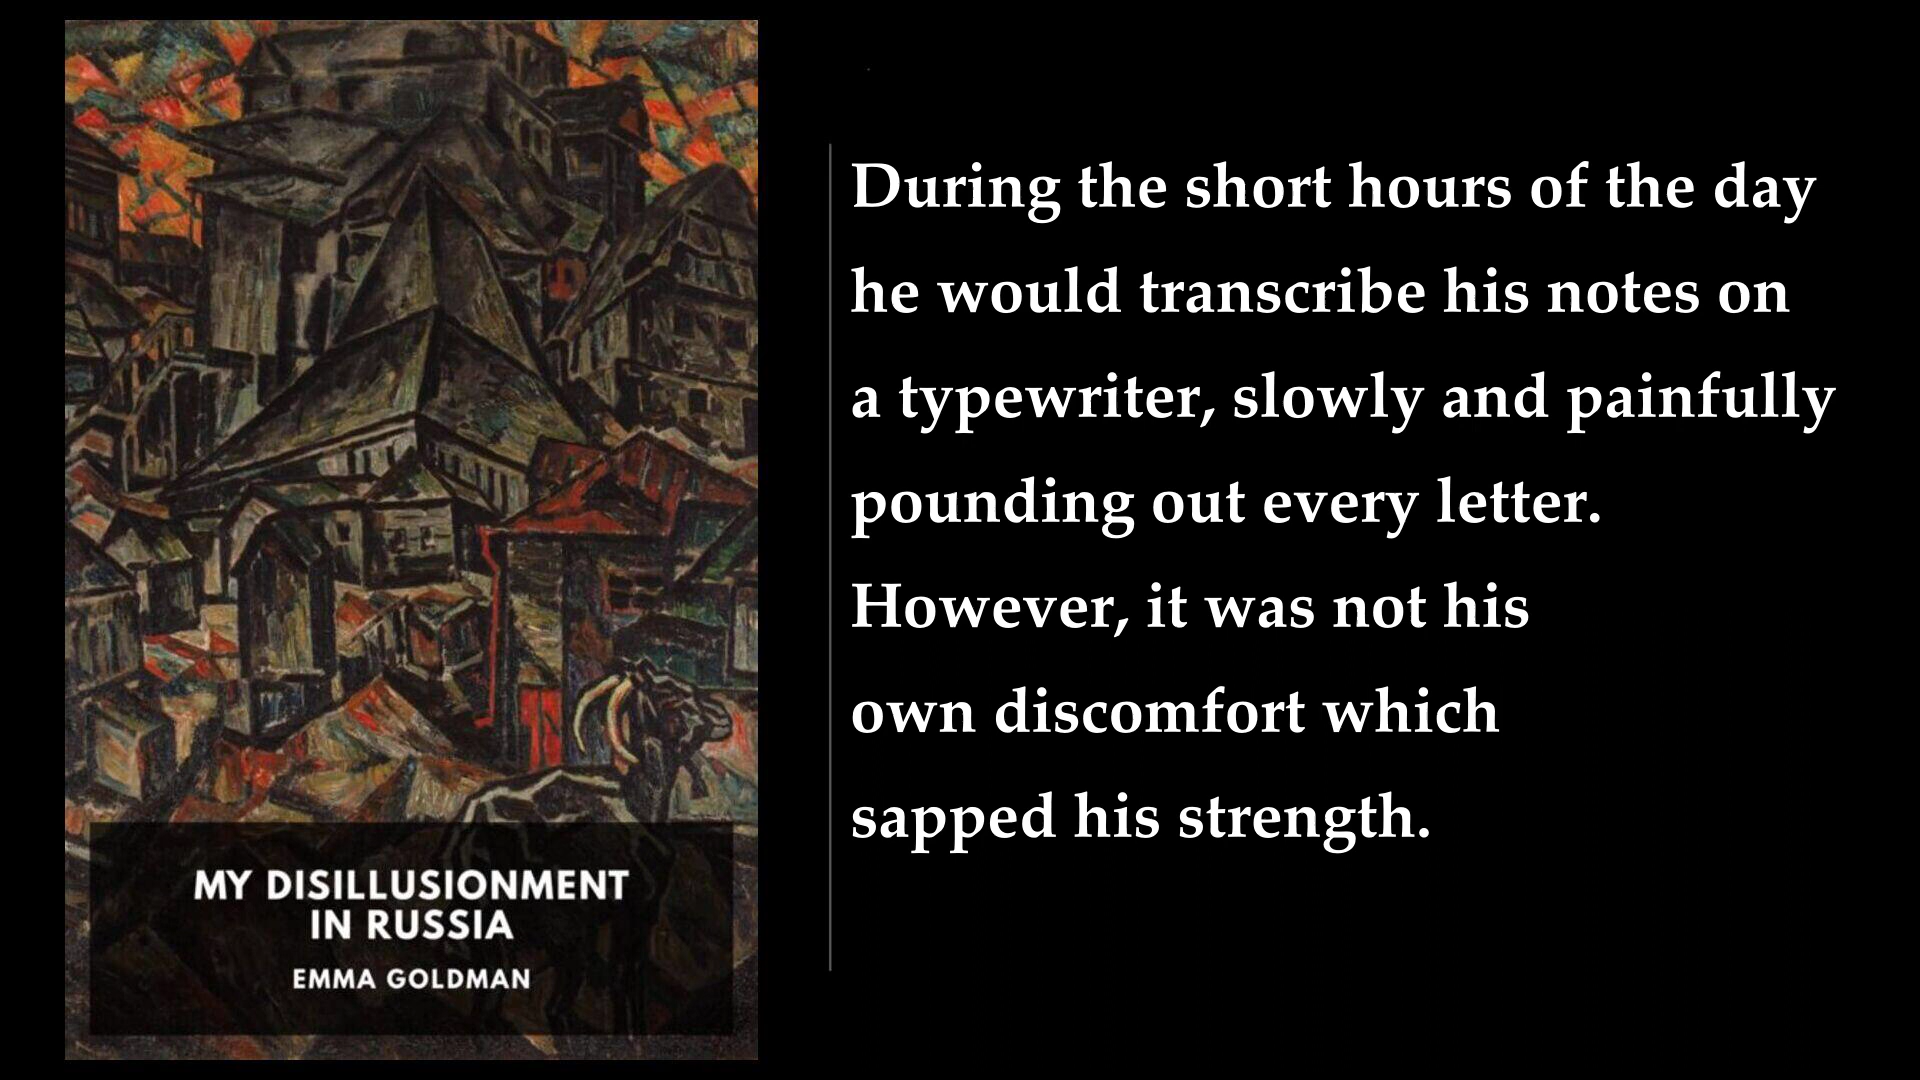 MY DISILLUSIONMENT
IN RUSSIA
EMMA GOLDMAN
During the short hours of the day
he would transcribe his notes on
a typewriter, slowly and painfully
pounding out every letter.
However, it was not his
own discomfort which
sapped his strength.